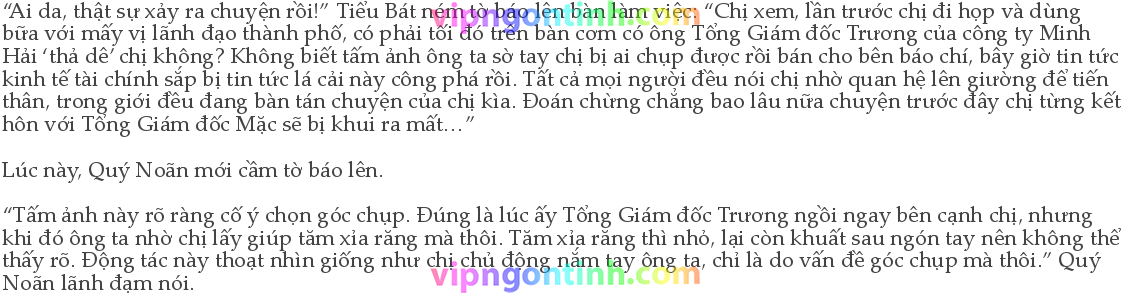 “Ai da, thật sự xảy ra chuyện rồi!” Tiểu Bát ném tờ báo lên bàn làm việc: “Chị xem, lần trước chị đi họp và dùng
bữa với mấy vị lãnh đạo thành phố, có phải tối đó trên bàn cơm có ông Tổng Giám đốc Trương của công ty Minh
Hải ‘thả dê’ chị không? Không biết tấm ảnh ông ta sờ tay chị bị ai chụp được rồi bán cho bên báo chí, bây giờ tin tức
kinh tế tài chính sắp bị tin tức lá cải này công phá rồi. Tất cả mọi người đều nói chị nhờ quan hệ lên giường để tiến
thân, trong giới đều đang bàn tán chuyện của chị kìa. Đoán chừng chẳng bao lâu nữa chuyện trước đây chị từng kết
hôn với Tổng Giám đốc Mặc sẽ bị khui ra mất…”
Lúc này, Quý Noãn mới cầm tờ báo lên.
“Tấm ảnh này rõ ràng cố ý chọn góc chụp. Đúng là lúc ấy Tổng Giám đốc Trương ngồi ngay bên cạnh chị, nhưng
khi đó ông ta nhờ chị lấy giúp tăm xỉa răng mà thôi. Tăm xỉa răng thì nhỏ, lại còn khuất sau ngón tay nên không thể
thấy rõ. Động tác này thoạt nhìn giống như chị chủ động nắm tay ông ta, chỉ là do vấn đề góc chụp mà thôi.” Quý
Noãn lãnh đạm nói.
vipngontinh.com
vipngontinh.com
vipngontinh.com